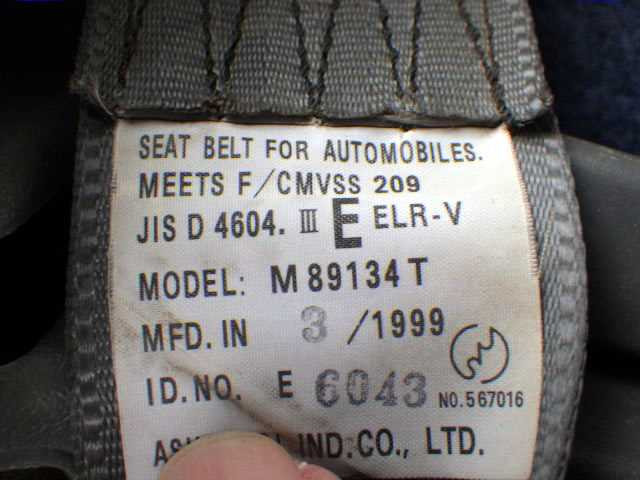 SEAT BELT FOR AUTOMOBILES.
MEETS F/CMVSS 209
JIS D 4604. III E ELR-V
MODEL: M 89134 T
MFD. IN 3 /1999
ID. NO. E 6043 NO. 567016
IND. CO., LTD.